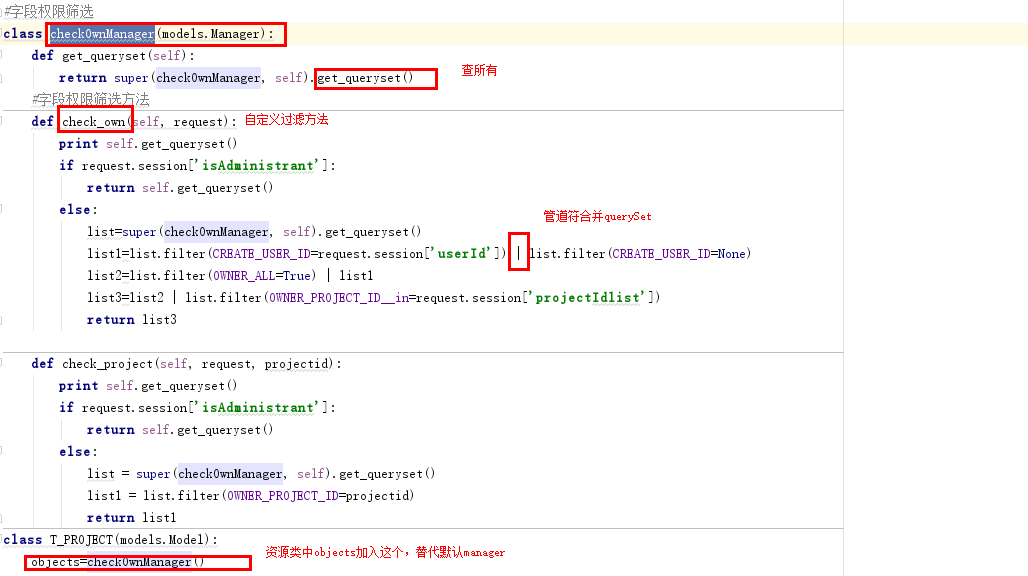 #字段权限筛选
class checkOwnManager(models.Manager):
def get_queryset(self):
return super(checkOwnManager, self).get_queryset() 查所有
#字段权限筛选方法
def check_own(self, request): 自定义过滤方法
print self.get_queryset()
if request.session['isAdministrant']:
return self.get_queryset()
else:
管道符合并querySet
list=super(checkOwnManager, self).get_queryset()
list1=list.filter(CREATE_USER_ID=request.session['userId']) | list.filter(CREATE_USER_ID=None)
list2=list.filter(OWNER_ALL=True) | list1
list3=list2 | list.filter(OWNER_PROJECT_ID__in=request.session['projectIdlist'])
return list3
def check_project(self, request, projectid):
print self.get_queryset()
if request.session['isAdministrant']:
return self.get_queryset()
else:
list = super(checkOwnManager, self).get_queryset()
list1 = list.filter(OWNER_PROJECT_ID=projectid)
return list1
class T_PROJECT(models.Model):
资源类中objects加入这个，替代默认manager
objects=checkOwnManager()